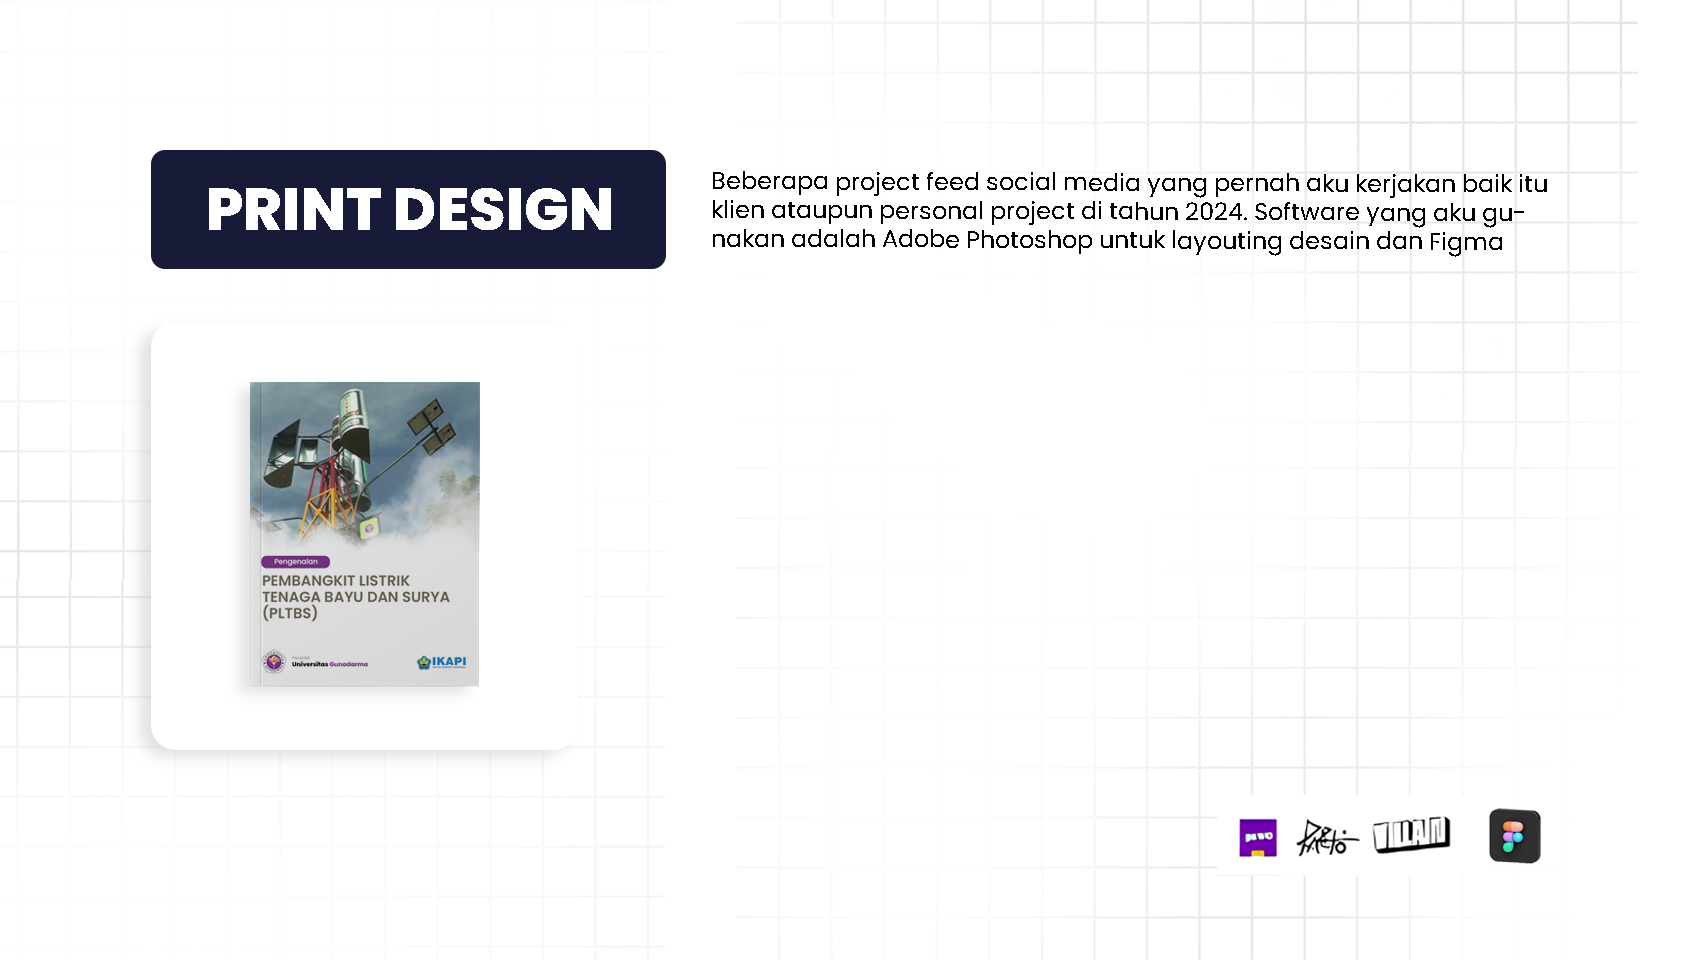 PRINT DESIGN
Beberapa project feed social media yang pernah aku kerjakan baik itu
klien ataupun personal project di tahun 2024. Software yang aku gu-
nakan adalah Adobe Photoshop untuk layouting desain dan Figma
Pengenalan
PEMBANGKIT LISTRIK
TENAGA BAYU DAN SURYA
(PLTBS)
Universitas Gunadarma
IKAPI